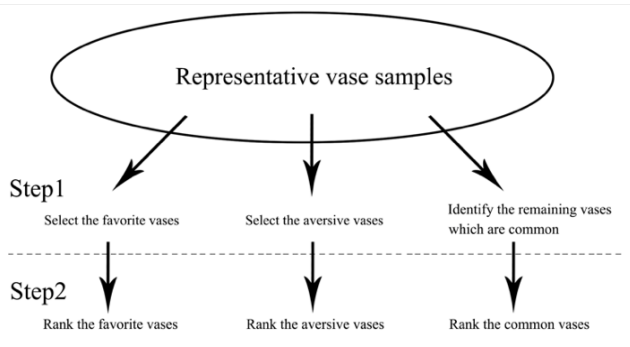 Representative vase samples
Step1
Select the favorite vases
Select the aversive vases
Identify the remaining vases
which are common
Step2
Rank the favorite vases
Rank the aversive vases
Rank the common vases